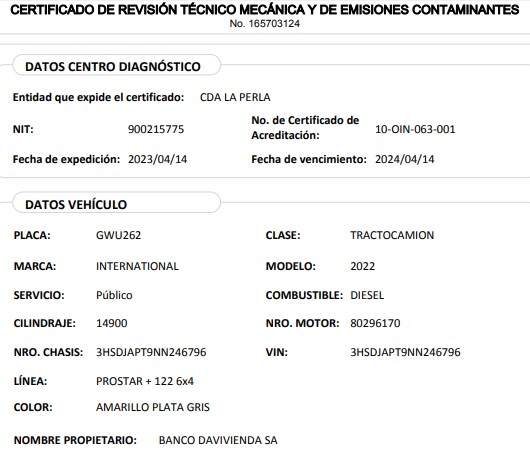 CERTIFICADO DE REVISIÓN TÉCNICO MECÁNICA Y DE EMISIONES CONTAMINANTES
No. 165703124
DATOS CENTRO DIAGNÓSTICO
Entidad que expide el certificado: CDA LA PERLA
NIT: 900215775 No. de Certificado de Acreditación: 10-OIN-063-001
Fecha de expedición: 2023/04/14 Fecha de vencimiento: 2024/04/14
DATOS VEHÍCULO
PLACA: GWU262 CLASE: TRACTOCAMION
MARCA: INTERNATIONAL MODELO: 2022
SERVICIO: Público COMBUSTIBLE: DIESEL
CILINDRAJE: 14900 NRO. MOTOR: 80296170
NRO. CHASIS: 3HSDJAPT9NN246796 VIN: 3HSDJAPT9NN246796
LÍNEA: PROSTAR + 122 6x4
COLOR: AMARILLO PLATA GRIS
NOMBRE PROPIETARIO: BANCO DAVIVIENDA SA